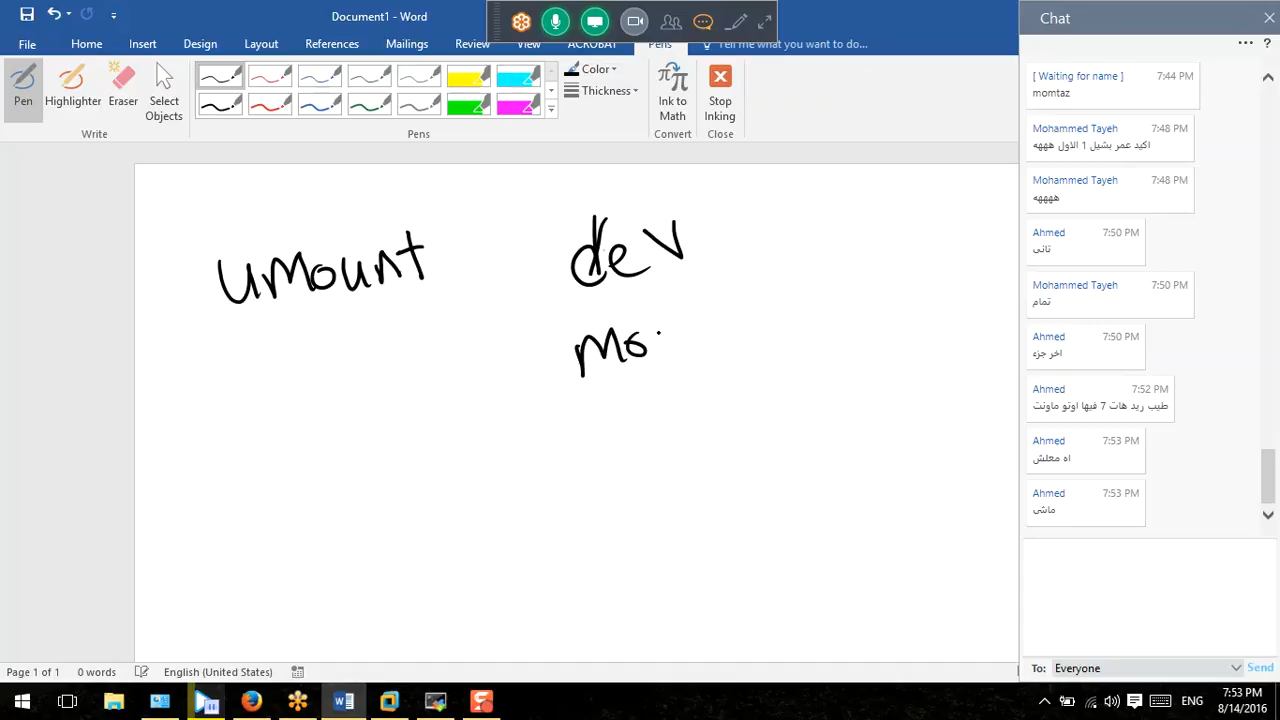 Document1 - Word
File
Home
Insert
Design
Layout
References
Mailings
Review
View
ACROBAT
Pens
Tell me what you want to do...
Pen
Highlighter
Eraser
Select Objects
Color
Thickness
Ink to Math
Stop Inking
Write
Pens
Convert
Close
umount
dev
mo
Page 1 of 1
0 words
English (United States)
Chat
[ Waiting for name ] 7:44 PM
momtaz
Mohammed Tayeh 7:48 PM
اكيد عمر بشيل 1 الاول هههه
Mohammed Tayeh 7:48 PM
ههههه
Ahmed 7:50 PM
تانى
Mohammed Tayeh 7:50 PM
تمام
Ahmed 7:50 PM
اخر جزء
Ahmed 7:52 PM
طيب ريد هات 7 فيها اوتو ماونت
Ahmed 7:53 PM
اه معلش
Ahmed 7:53 PM
ماشى
To: Everyone
Send
ENG
7:53 PM
8/14/2016